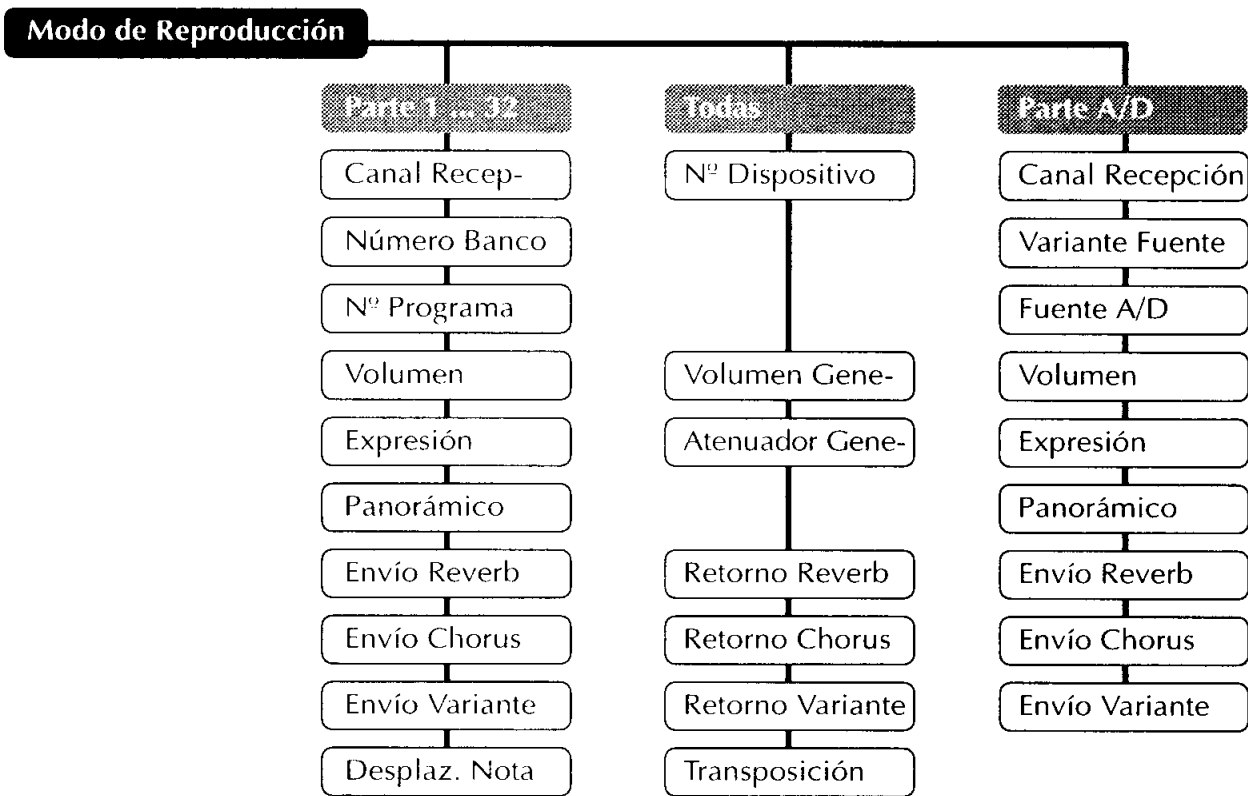 Modo de Reproducción
Parte 1 ... 32
Canal Recep-
Número Banco
Nº Programa
Volumen
Expresión
Panorámico
Envío Reverb
Envío Chorus
Envío Variante
Desplaz. Nota
Todas
Nº Dispositivo
Volumen Gene-
Atenuador Gene-
Retorno Reverb
Retorno Chorus
Retorno Variante
Transposición
Parte A/D
Canal Recepción
Variante Fuente
Fuente A/D
Volumen
Expresión
Panorámico
Envío Reverb
Envío Chorus
Envío Variante